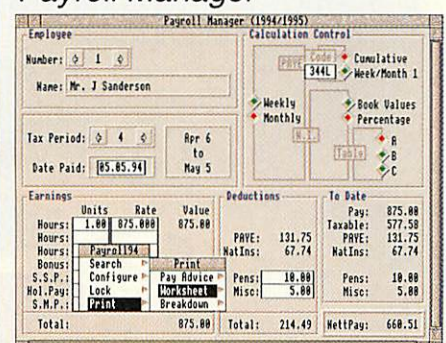 Payroll Manager
Payroll Manager (1994/1995)
Employee
Number: 1
Name: Mr. J Sanderson
Calculation Control
PAYE Code Cumulative
344L Week/Month 1
Weekly
Monthly
Book Values
Percentage
N.I.
Table
A
B
C
Tax Period: 4
Apr 6
to
May 5
Date Paid: 05.05.94
Earnings
Units Rate Value
Hours: 1.00 875.000 875.00
Hours:
Hours:
Hours:
Bonus:
S.S.P.:
Hol.Pay:
S.M.P.:
Total: 875.00
Payroll94
Search
Configure
Lock
Print
Print
Pay Advice
Worksheet
Breakdown
Deductions
PAYE: 131.75
NatIns: 67.74
Pens: 10.00
Misc: 5.00
Total: 214.49
To Date
Pay: 875.00
Taxable: 577.58
PAYE: 131.75
NatIns: 67.74
Pens: 10.00
Misc: 5.00
NettPay: 660.51